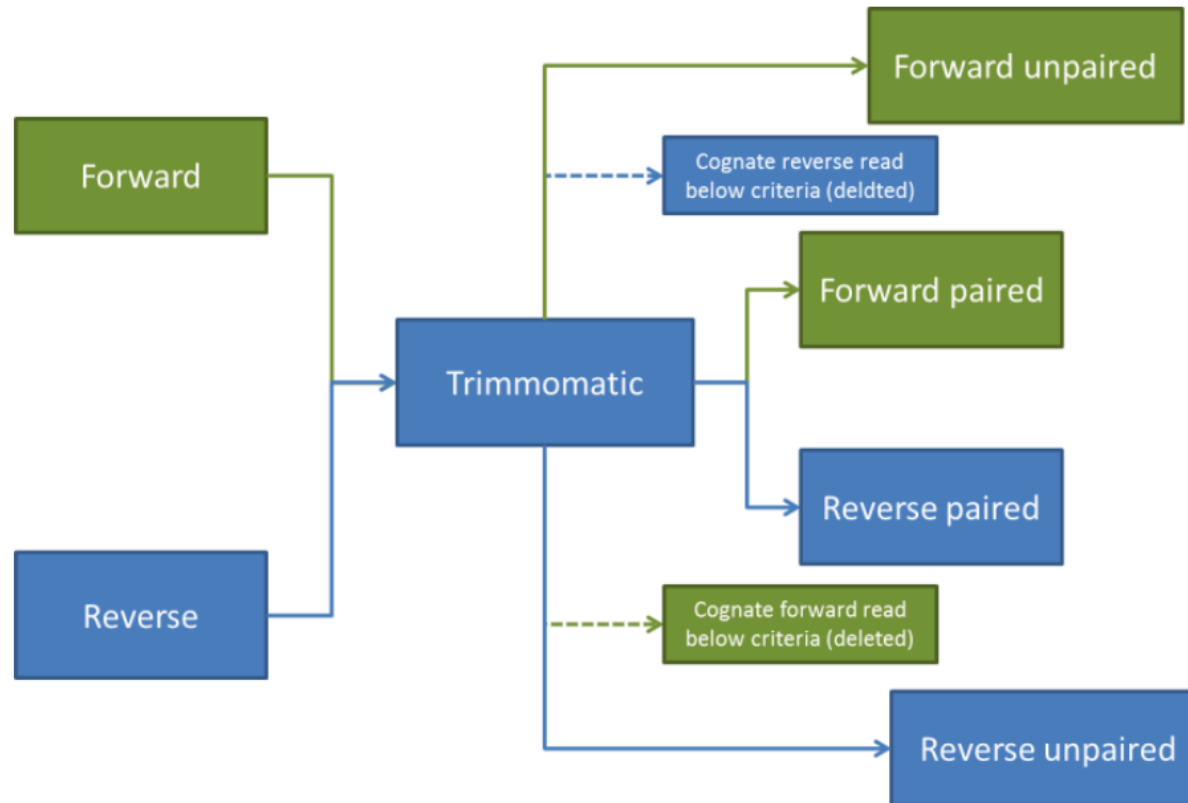 Forward unpaired
Cognate reverse read
below criteria (deldted)
Forward
Forward paired
Trimmomatic
Reverse paired
Cognate forward read
below criteria (deleted)
Reverse
Reverse unpaired